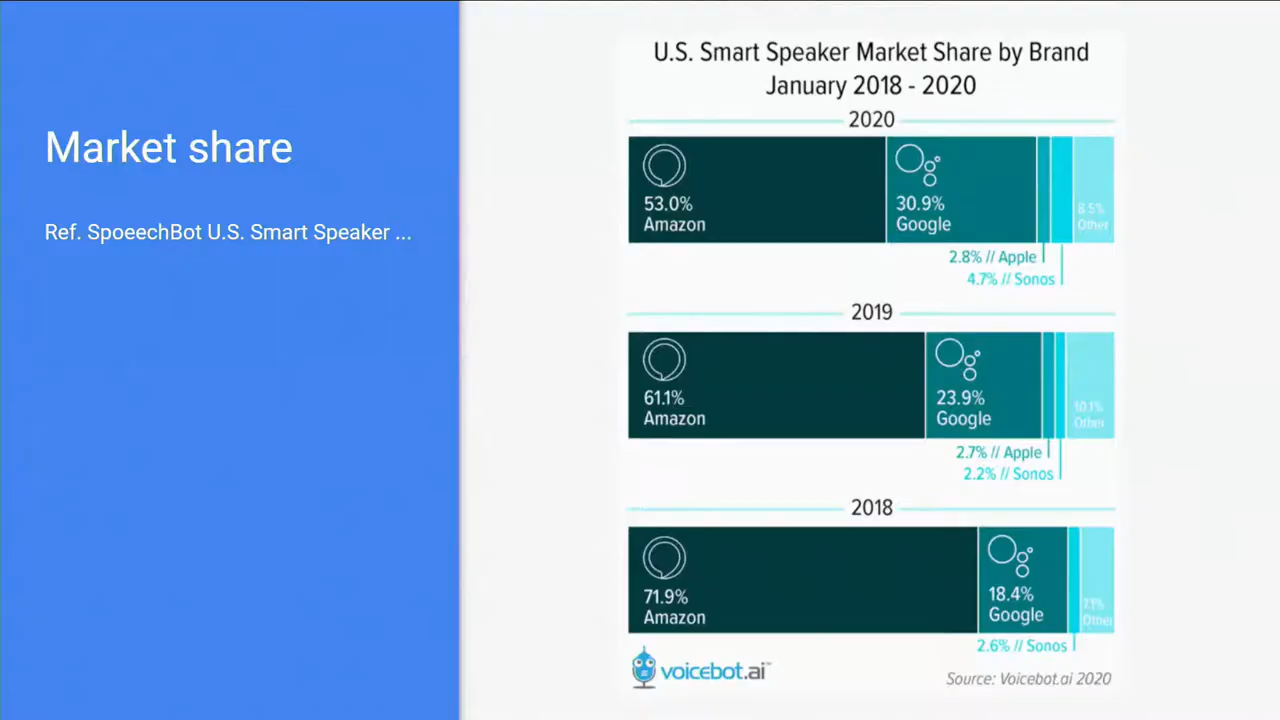 Market share
Ref. SpoeechBot U.S. Smart Speaker ...
U.S. Smart Speaker Market Share by Brand
January 2018 - 2020
2020
53.0%
Amazon
30.9%
Google
8.5%
Other
2.8% // Apple
4.7% // Sonos
2019
61.1%
Amazon
23.9%
Google
10.1%
Other
2.7% // Apple
2.2% // Sonos
2018
71.9%
Amazon
18.4%
Google
7.1%
Other
2.6% // Sonos
voicebot.ai™
Source: Voicebot.ai 2020